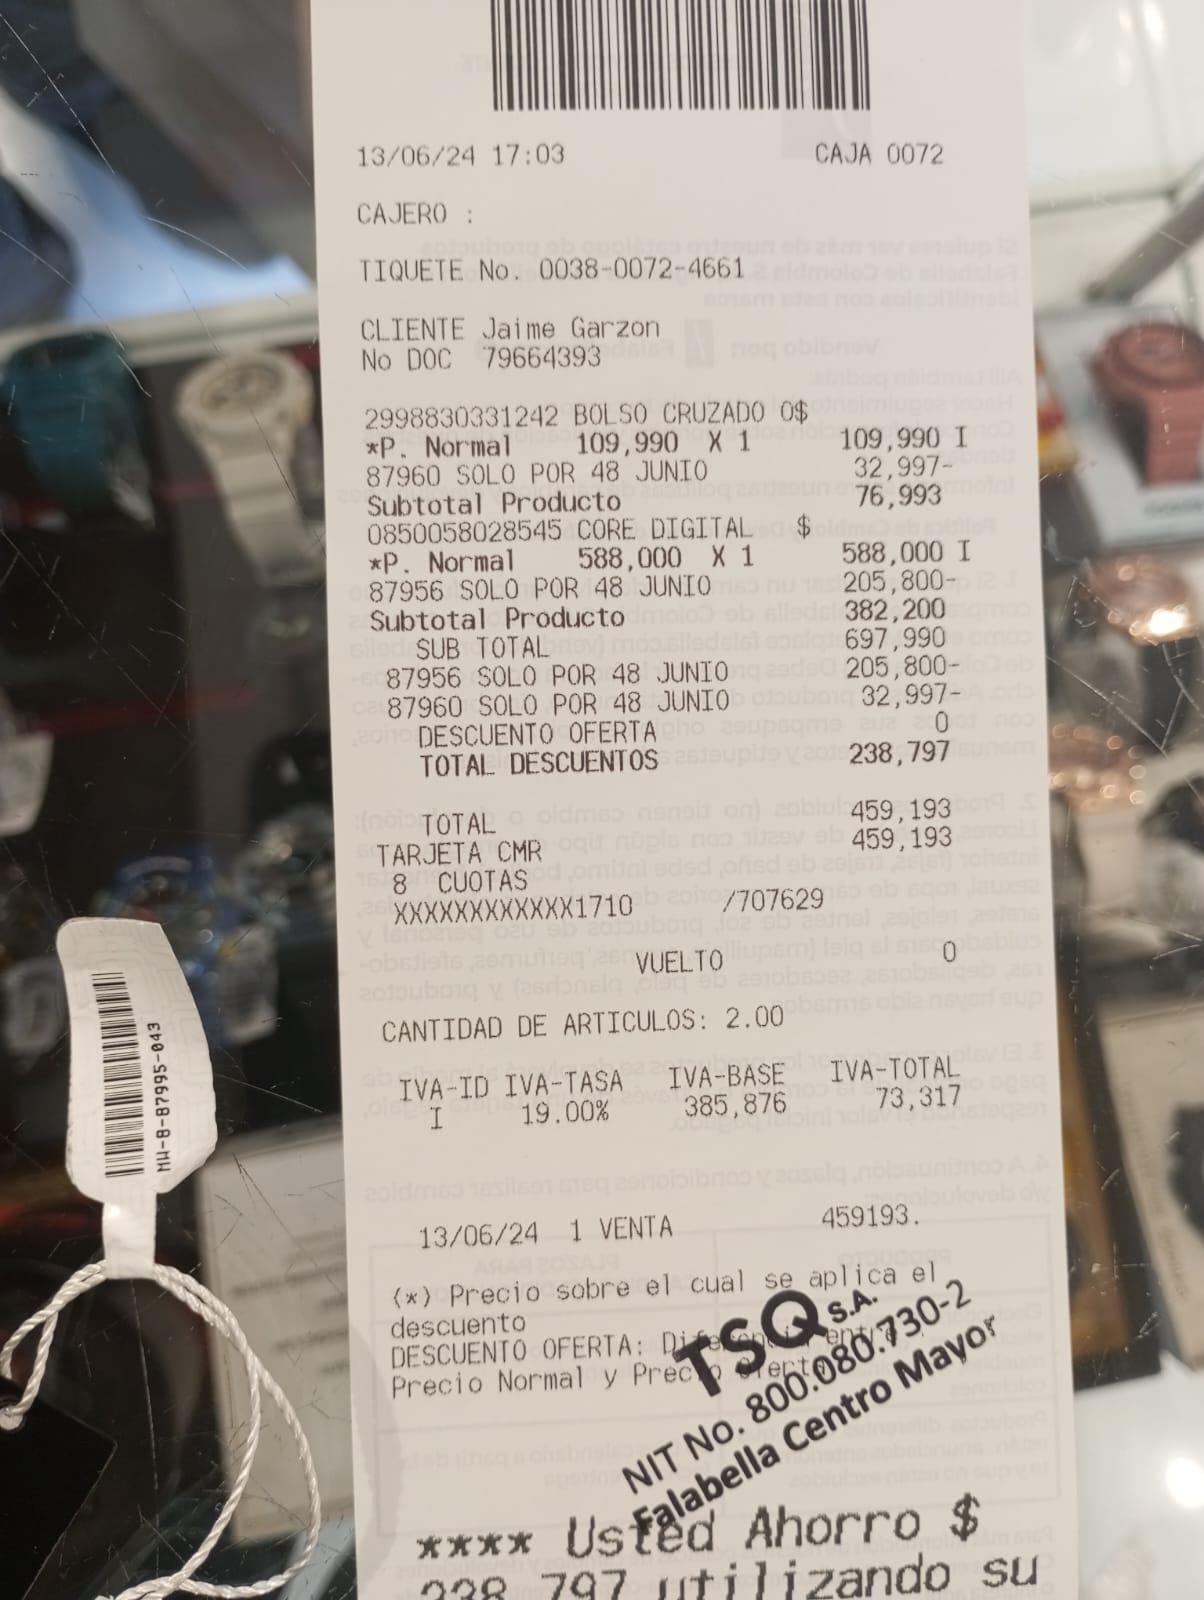 13/06/24 17:03 CAJA 0072
CAJERO :
TIQUETE No. 0038-0072-4661
CLIENTE Jaime Garzon
No DOC 79664393
2998830331242 BOLSO CRUZADO O$
*P. Normal 109,990 X 1 109,990 I
87960 SOLO POR 48 JUNIO 32,997-
Subtotal Producto 76,993
0850058028545 CORE DIGITAL $
*P. Normal 588,000 X 1 588,000 I
87956 SOLO POR 48 JUNIO 205,800-
Subtotal Producto 382,200
SUB TOTAL 697,990
87956 SOLO POR 48 JUNIO 205,800-
87960 SOLO POR 48 JUNIO 32,997-
DESCUENTO OFERTA 0
TOTAL DESCUENTOS 238,797
TOTAL 459,193
TARJETA CMR 459,193
8 CUOTAS
XXXXXXXXXXXX1710 /707629
VUELTO 0
CANTIDAD DE ARTICULOS: 2.00
IVA-ID IVA-TASA IVA-BASE IVA-TOTAL
I 19.00% 385,876 73,317
13/06/24 1 VENTA 459193.
(*) Precio sobre el cual se aplica el
descuento
DESCUENTO OFERTA: Diferencia entre
Precio Normal y Precio Oferta
TSQ S.A.
NIT No. 800.080.730-2
Falabella Centro Mayor
**** Usted Ahorro $
238,797 utilizando su
MW-B-B7995-043